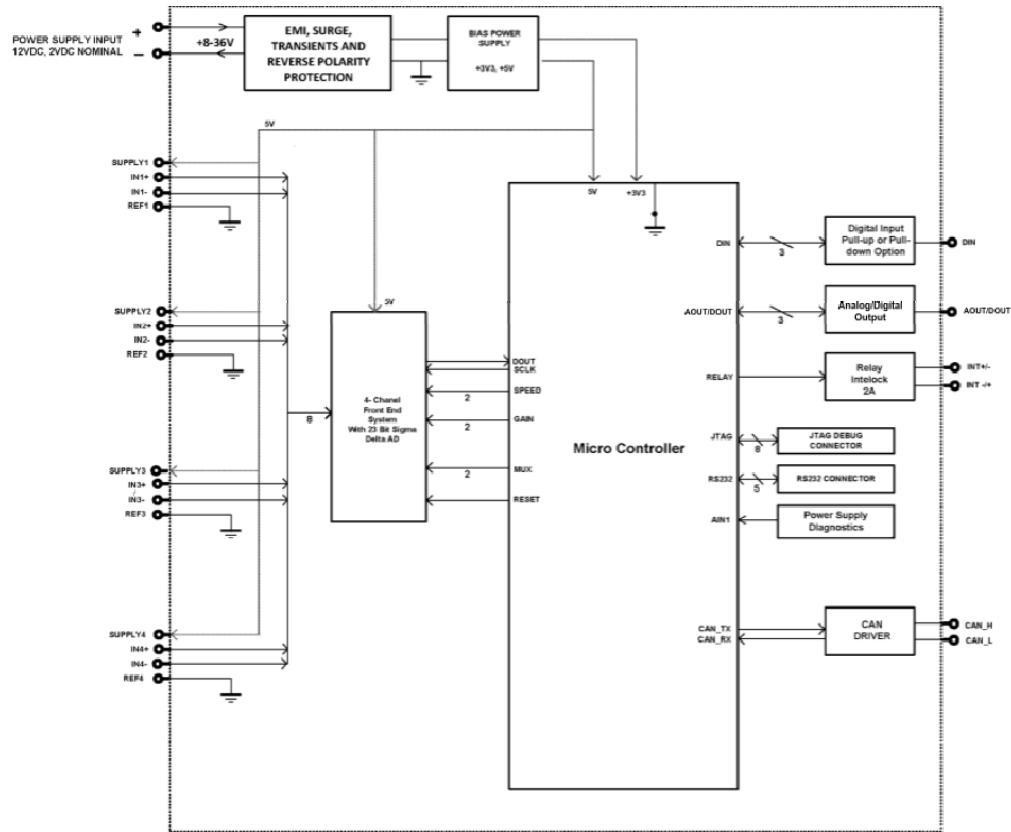 POWER SUPPLY INPUT
12VDC, 2VDC NOMINAL
+
–
+8-36V
EMI, SURGE,
TRANSIENTS AND
REVERSE POLARITY
PROTECTION
BIAS POWER
SUPPLY
+3V3, +5V
5V
SUPPLY1
IN1+
IN1-
REF1
SUPPLY2
IN2+
IN2-
REF2
SUPPLY3
IN3+
IN3-
REF3
SUPPLY4
IN4+
IN4-
REF4
8
5V
4- Chanel
Front End
System
With 23 Bit Sigma
Delta AD
2
2
2
5V
+3V3
DOUT
SCLK
SPEED
GAIN
MUX
RESET
Micro Controller
DIN
AOUT/DOUT
RELAY
JTAG
RS232
AIN1
CAN_TX
CAN_RX
3
3
8
5
Digital Input
Pull-up or Pull-
down Option
DIN
Analog/Digital
Output
AOUT/DOUT
Relay
Intelock
2A
INT+/-
INT -/+
JTAG DEBUG
CONNECTOR
RS232 CONNECTOR
Power Supply
Diagnostics
CAN
DRIVER
CAN_H
CAN_L